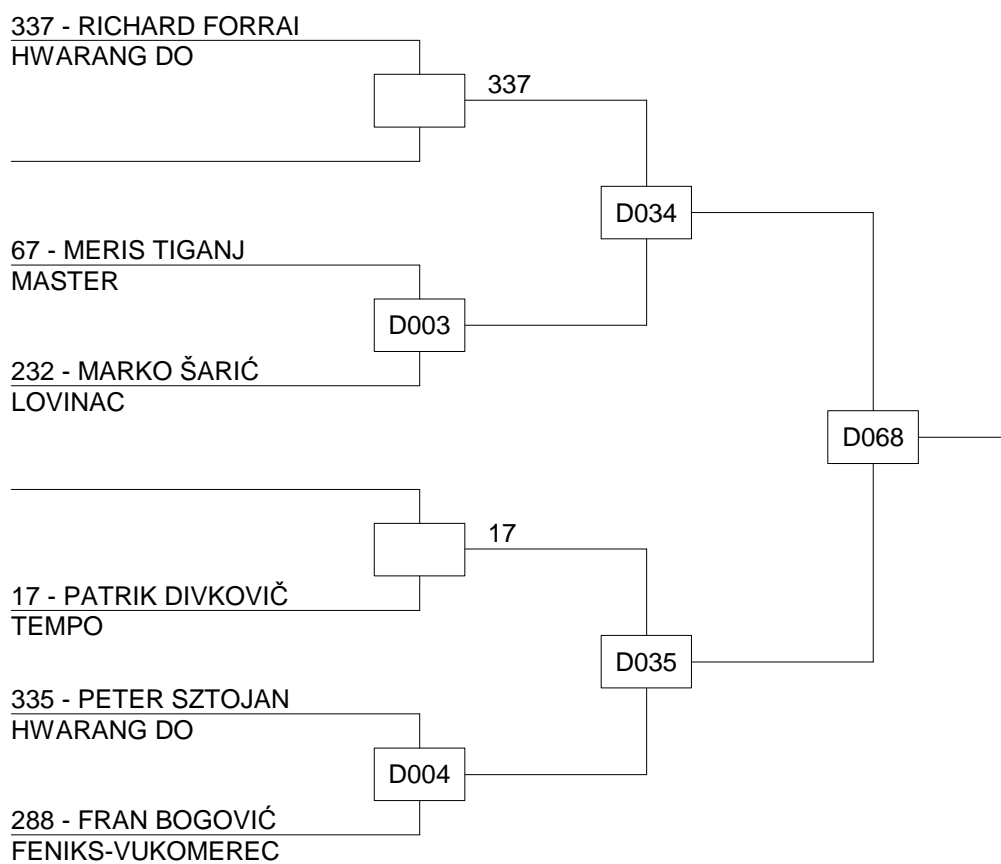 337 - RICHARD FORRAI
HWARANG DO
337
D034
67 - MERIS TIGANJ
MASTER
D003
232 - MARKO ŠARIĆ
LOVINAC
D068
17
17 - PATRIK DIVKOVIČ
TEMPO
D035
335 - PETER SZTOJAN
HWARANG DO
D004
288 - FRAN BOGOVIĆ
FENIKS-VUKOMEREC